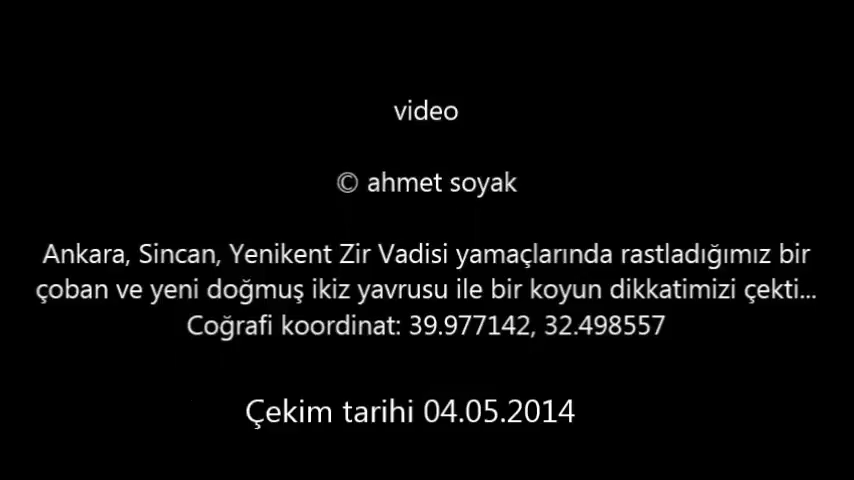 video
© ahmet soyak
Ankara, Sincan, Yenikent Zir Vadisi yamaçlarında rastladığımız bir
çoban ve yeni doğmuş ikiz yavrusu ile bir koyun dikkatimizi çekti...
Coğrafi koordinat: 39.977142, 32.498557
Çekim tarihi 04.05.2014